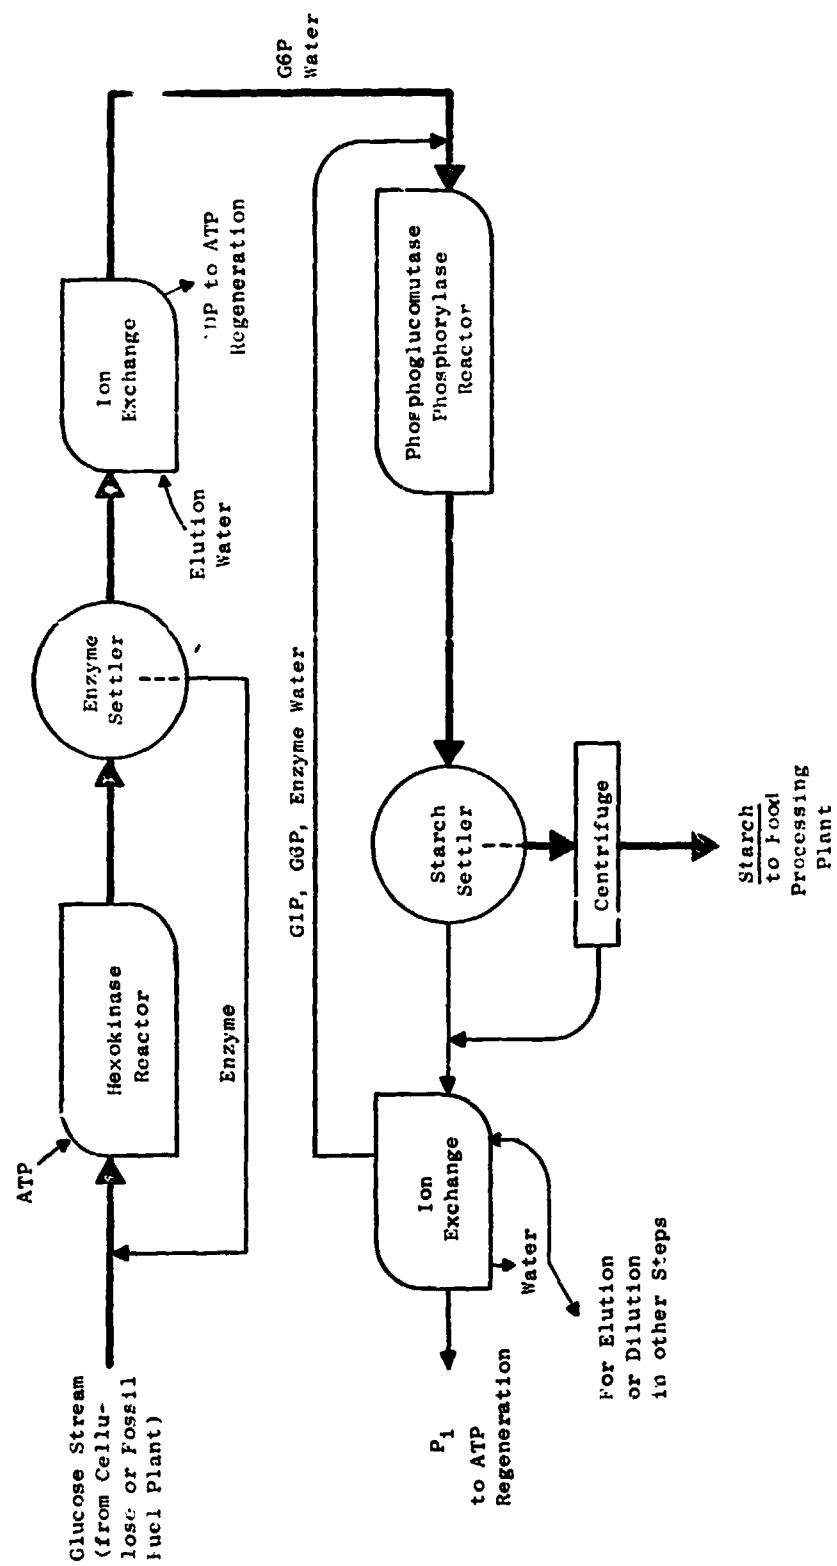 Glucose Stream
(from Cellu-
lose or Fossil
Fuel Plant)
ATP
Hexokinase
Reactor
Enzyme
Enzyme
Settler
Elution
Water
Ion
Exchange
DP to ATP
Regeneration
G6P
Water
G1P, G6P, Enzyme Water
Phosphoglucomutase
Phosphorylase
Reactor
Starch
Settler
Centrifuge
Starch
to Food
Processing
Plant
Ion
Exchange
Water
For Elution
or Dilution
in other Steps
Pi
to ATP
Regeneration